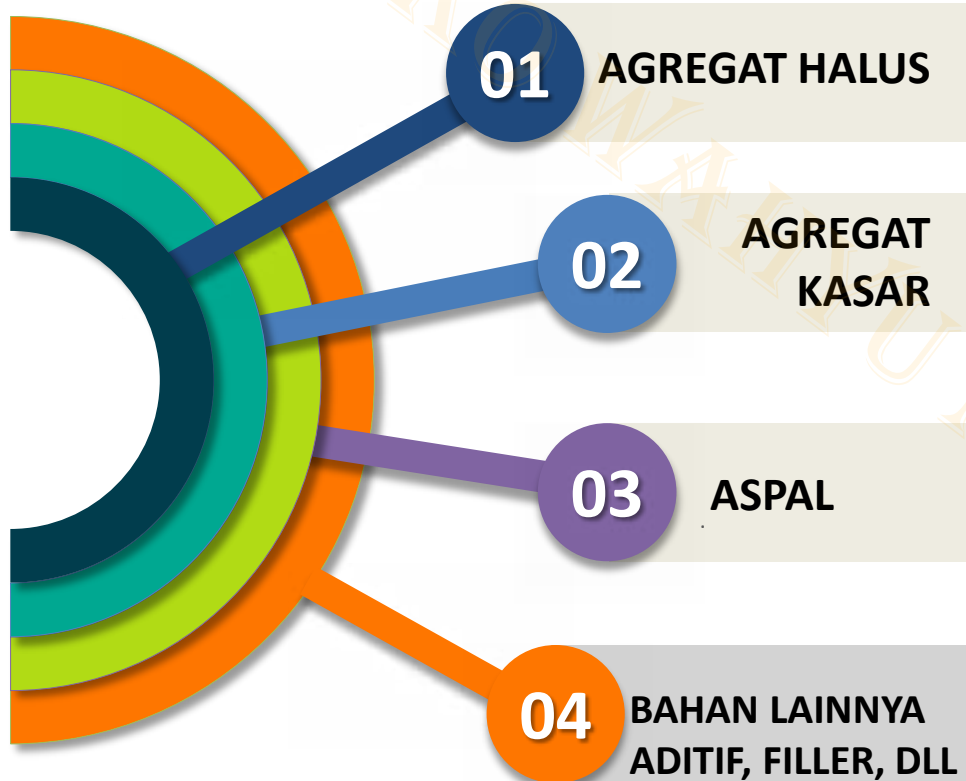 01
AGREGAT HALUS
02
AGREGAT
KASAR
03
ASPAL
.
04
BAHAN LAINNYA
ADITIF, FILLER, DLL